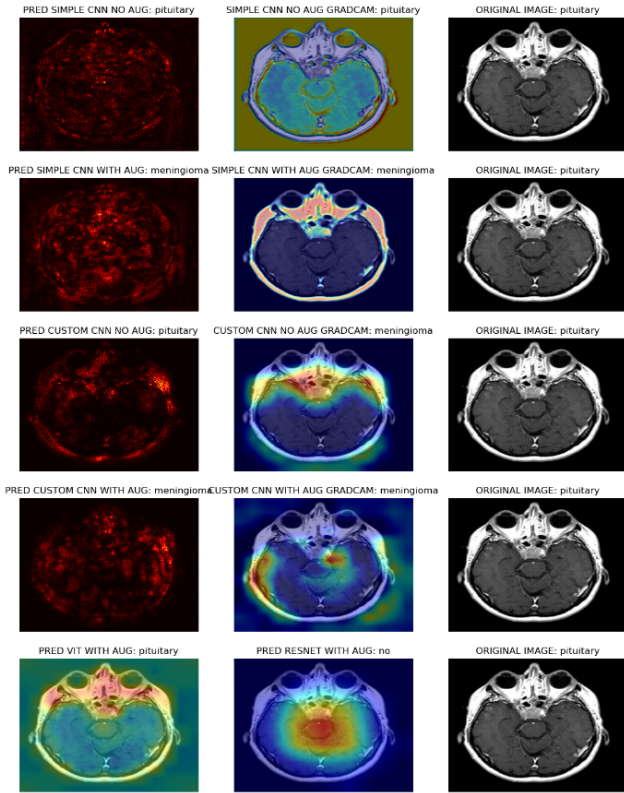 PRED SIMPLE CNN NO AUG: pituitary
SIMPLE CNN NO AUG GRADCAM: pituitary
ORIGINAL IMAGE: pituitary
PRED SIMPLE CNN WITH AUG: meningioma
SIMPLE CNN WITH AUG GRADCAM: meningioma
ORIGINAL IMAGE: pituitary
PRED CUSTOM CNN NO AUG: pituitary
CUSTOM CNN NO AUG GRADCAM: meningioma
ORIGINAL IMAGE: pituitary
PRED CUSTOM CNN WITH AUG: meningioma
CUSTOM CNN WITH AUG GRADCAM: meningioma
ORIGINAL IMAGE: pituitary
PRED VIT WITH AUG: pituitary
PRED RESNET WITH AUG: no
ORIGINAL IMAGE: pituitary